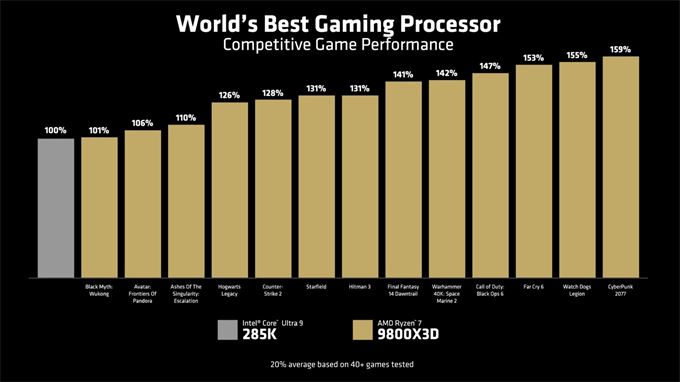 World's Best Gaming Processor
Competitive Game Performance
100%
101%
106%
110%
126%
128%
131%
131%
141%
142%
147%
153%
155%
159%
Black Myth:
Wukong
Avatar:
Frontiers Of
Pandora
Ashes Of The
Singularity:
Escalation
Hogwarts
Legacy
Counter-
Strike 2
Starfield
Hitman 3
Final Fantasy
14 Dawntrail
Warhammer
40K: Space
Marine 2
Call of Duty:
Black Ops 6
Far Cry 6
Watch Dogs
Legion
CyberPunk
2077
Intel® Core™ Ultra 9
285K
AMD Ryzen™ 7
9800X3D
20% average based on 40+ games tested